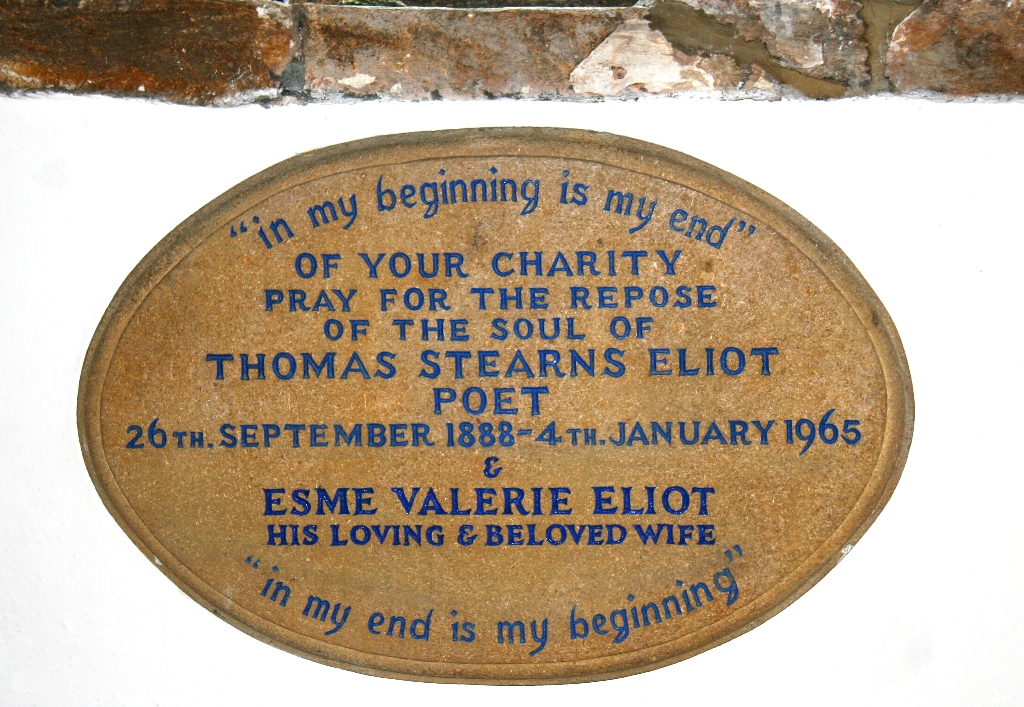 “in my beginning is my end”
OF YOUR CHARITY
PRAY FOR THE REPOSE
OF THE SOUL OF
THOMAS STEARNS ELIOT
POET
26TH. SEPTEMBER 1888-4TH. JANUARY 1965
&
ESME VALERIE ELIOT
HIS LOVING & BELOVED WIFE
“in my end is my beginning”